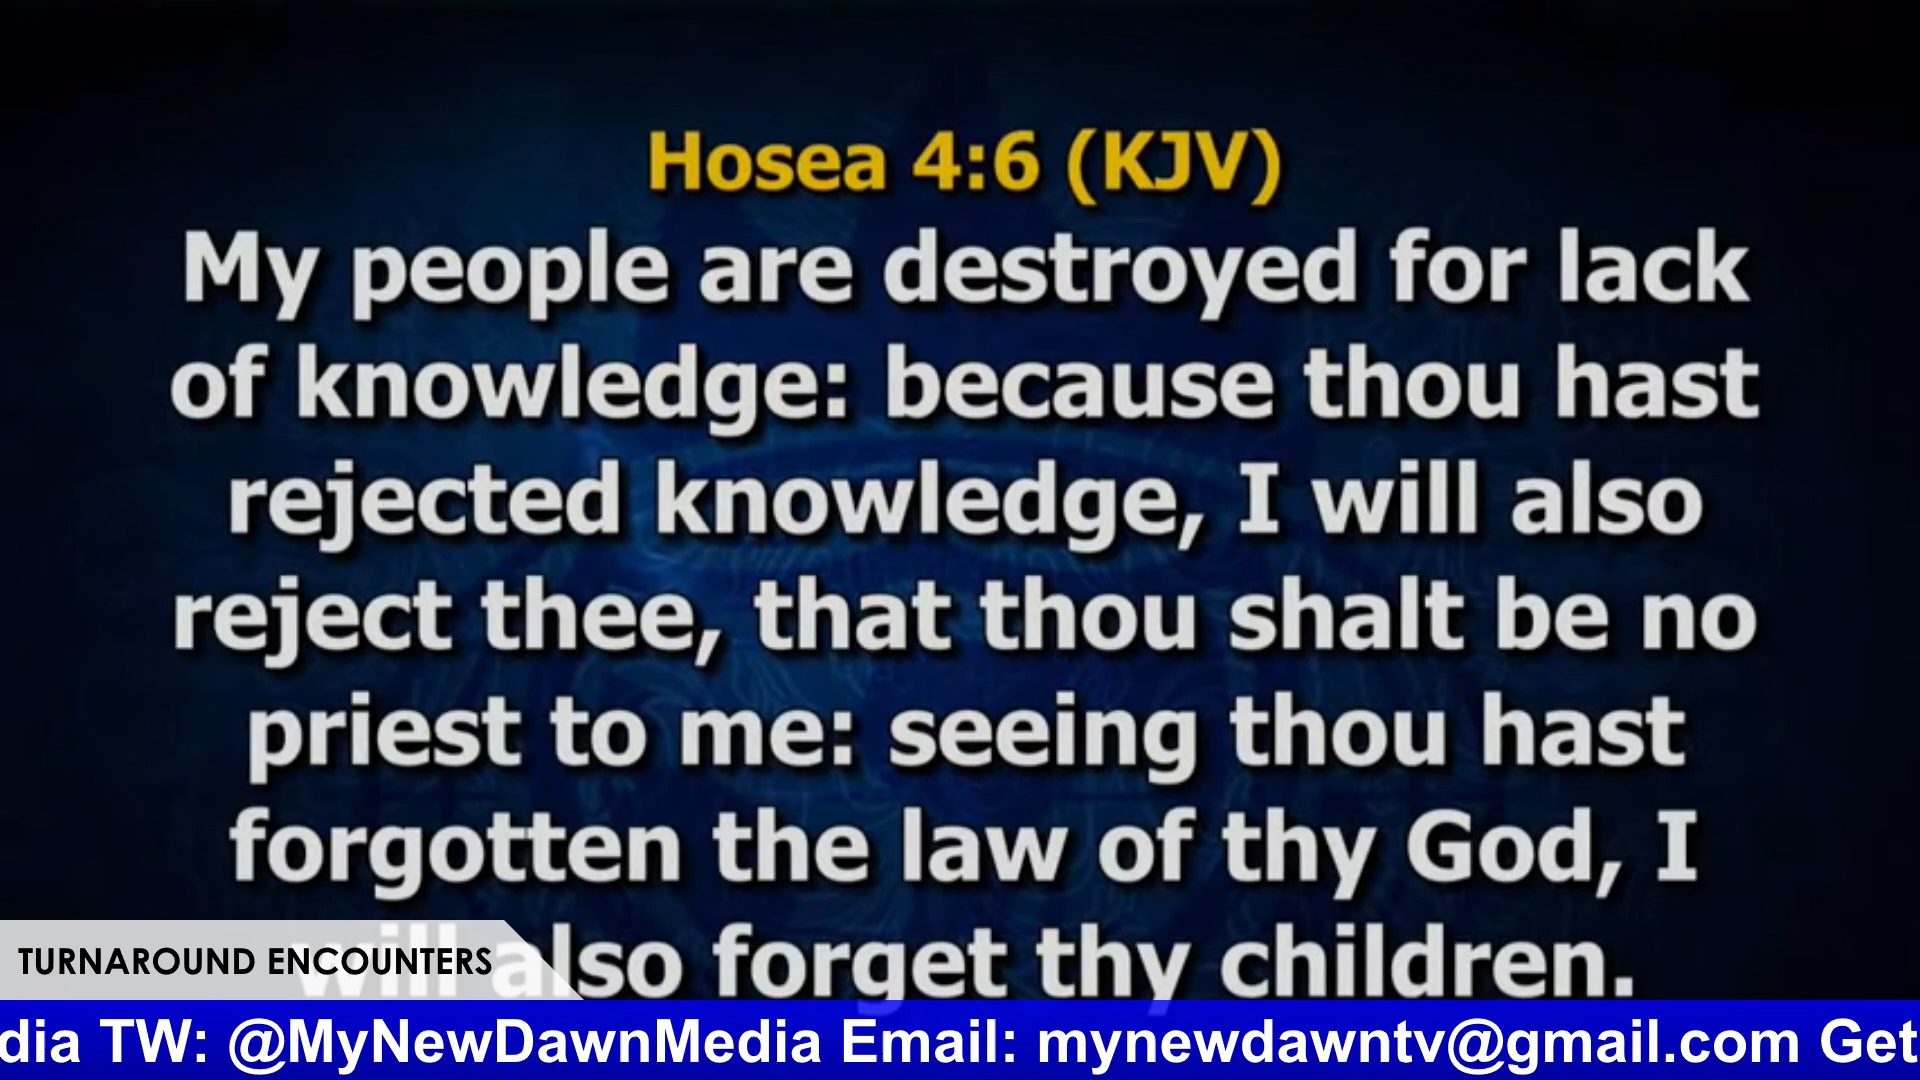 Hosea 4:6 (KJV)
My people are destroyed for lack
of knowledge: because thou hast
rejected knowledge, I will also
reject thee, that thou shalt be no
priest to me: seeing thou hast
forgotten the law of thy God, I
will also forget thy children.
TURNAROUND ENCOUNTERS
dia TW: @MyNewDawnMedia Email: mynewdawntv@gmail.com Get